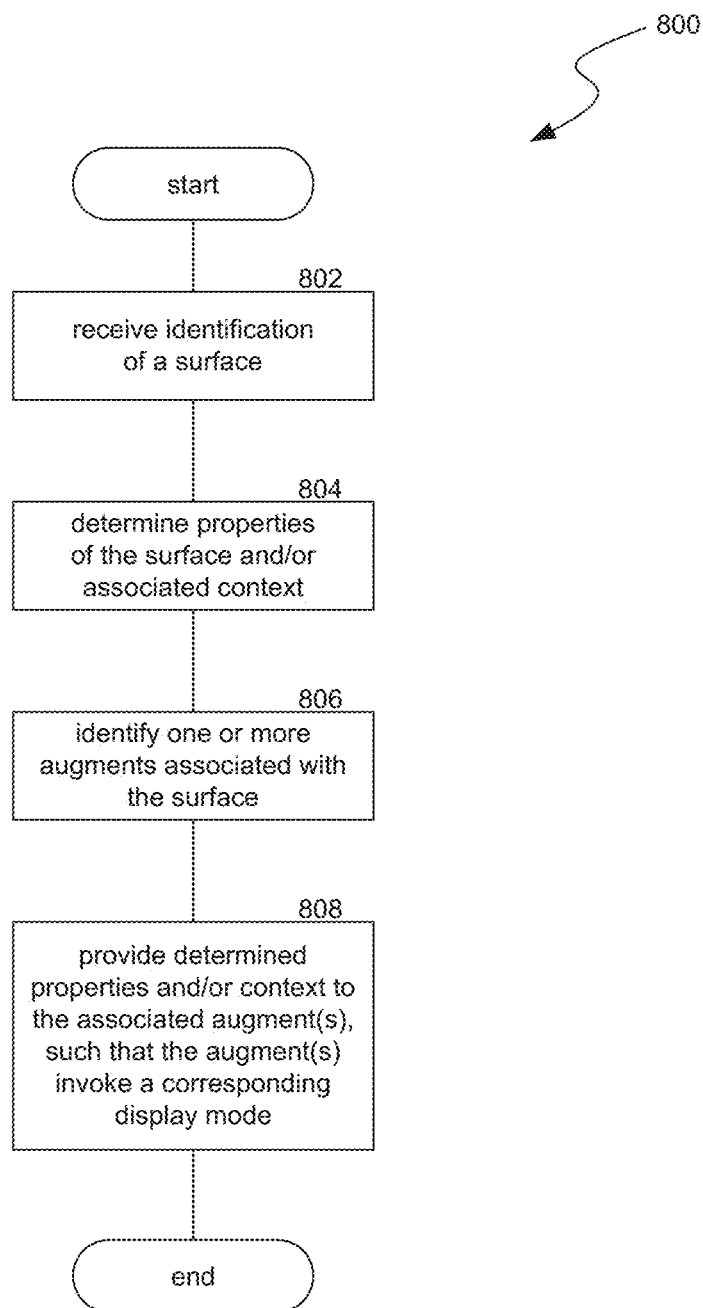 800
start
802
receive identification
of a surface
804
determine properties
of the surface and/or
associated context
806
identify one or more
augments associated with
the surface
808
provide determined
properties and/or context to
the associated augment(s),
such that the augment(s)
invoke a corresponding
display mode
end